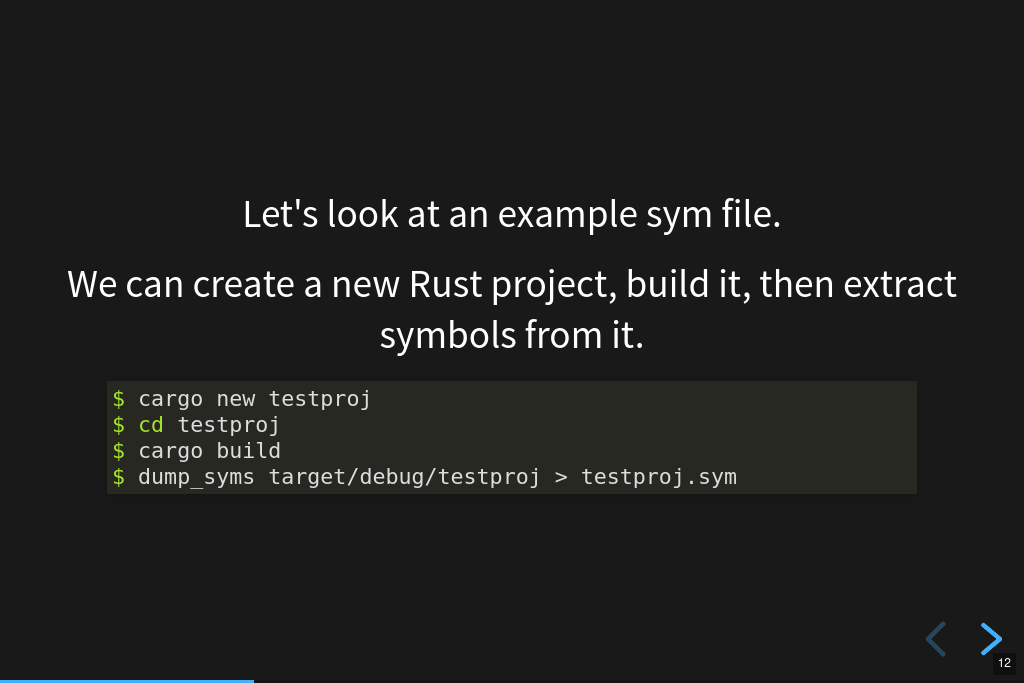 Let's look at an example sym file.
We can create a new Rust project, build it, then extract
symbols from it.
$ cargo new testproj
$ cd testproj
$ cargo build
$ dump_syms target/debug/testproj > testproj.sym
12